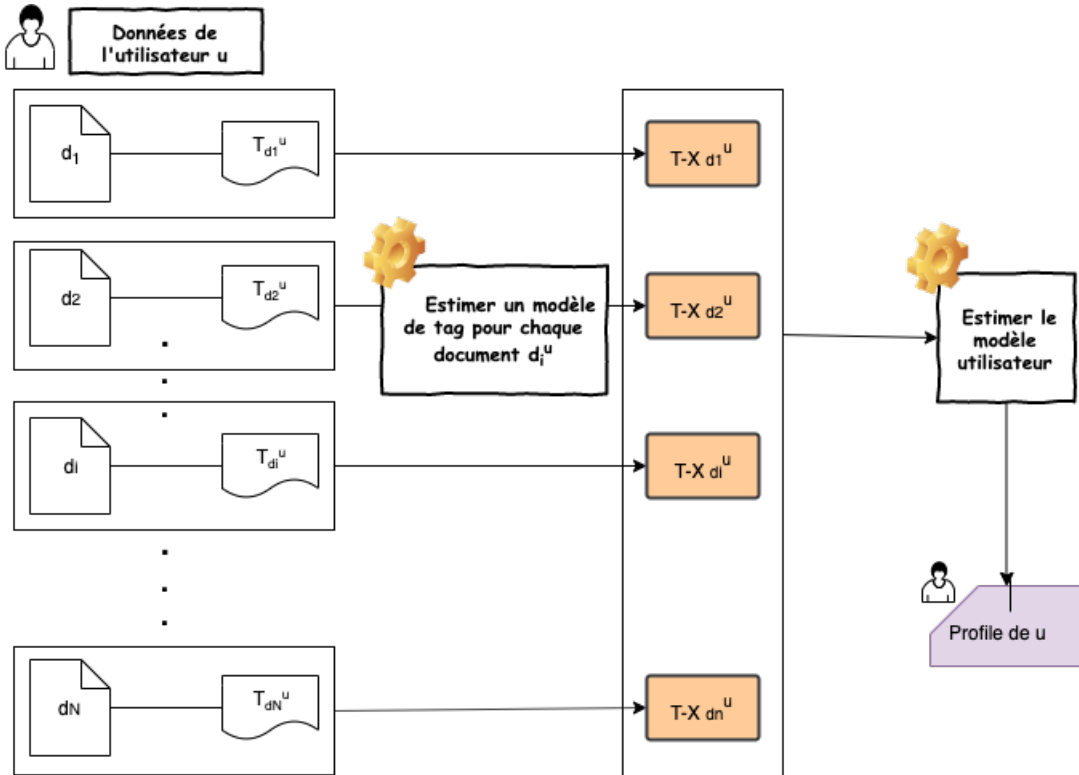 Données de
l'utilisateur u
d1
Td1u
T-X d1u
d2
Td2u
Estimer un modèle
de tag pour chaque
document diu
T-X d2u
Estimer le
modèle
utilisateur
di
Tdiu
T-X diu
Profile de u
dN
TdNu
T-X dnu